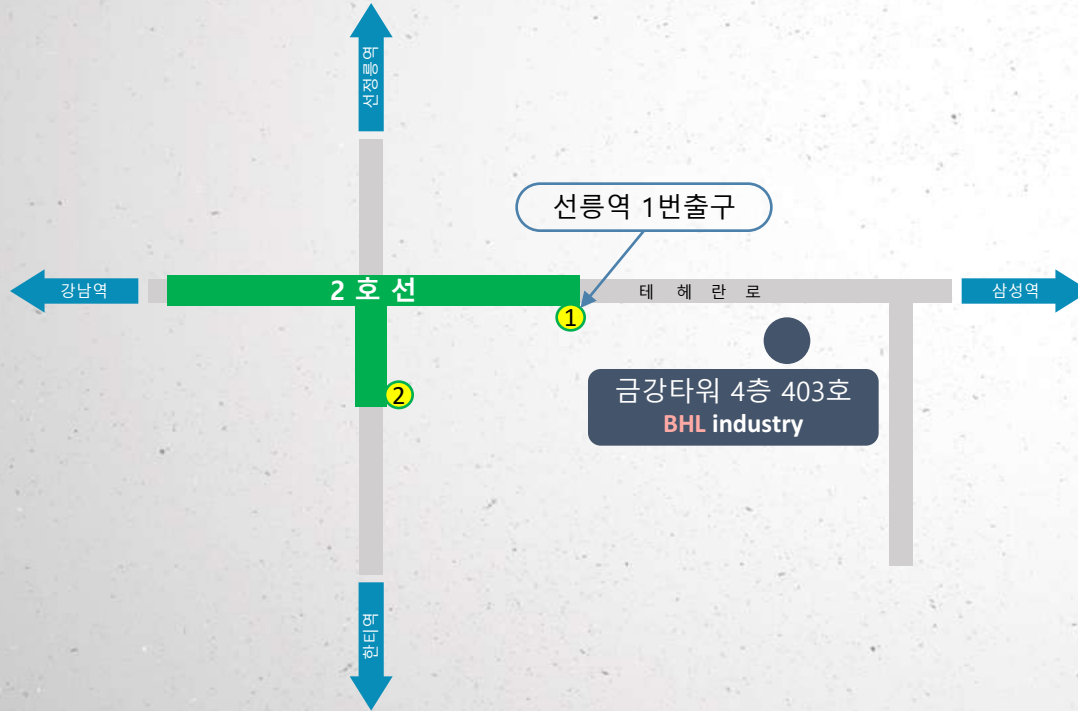 선정릉역
선릉역 1번출구
강남역
2 호 선
테 헤 란 로
삼성역
1
2
금강타워 4층 403호
BHL industry
한티역